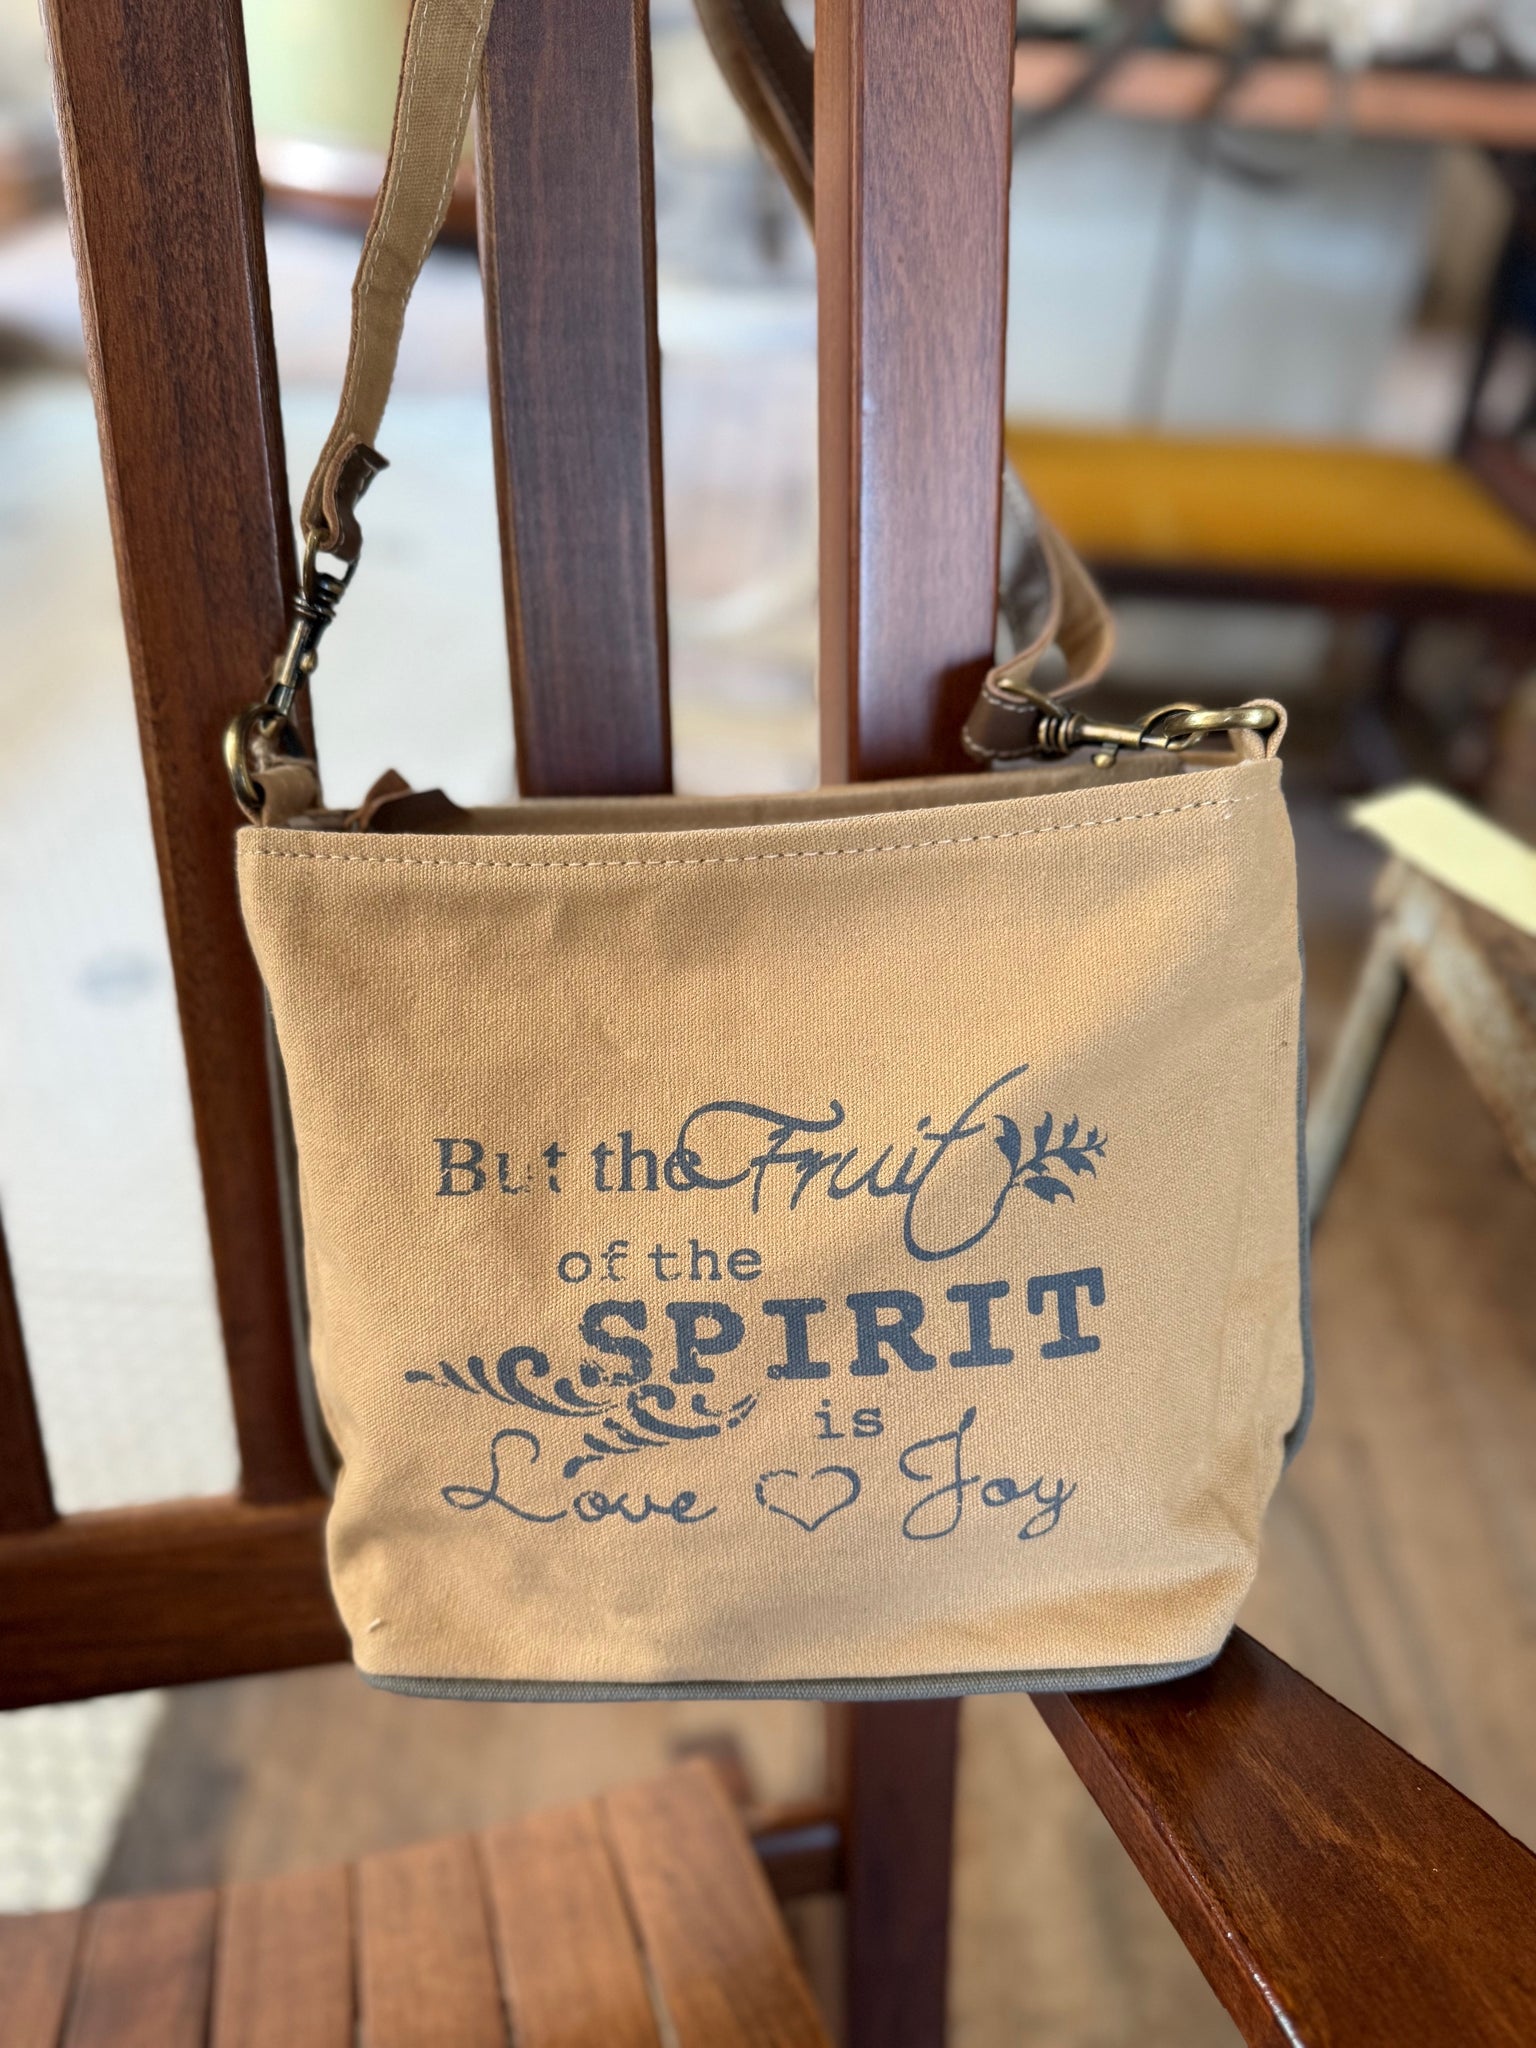 But the Fruit
of the
SPIRIT
is
Love Joy